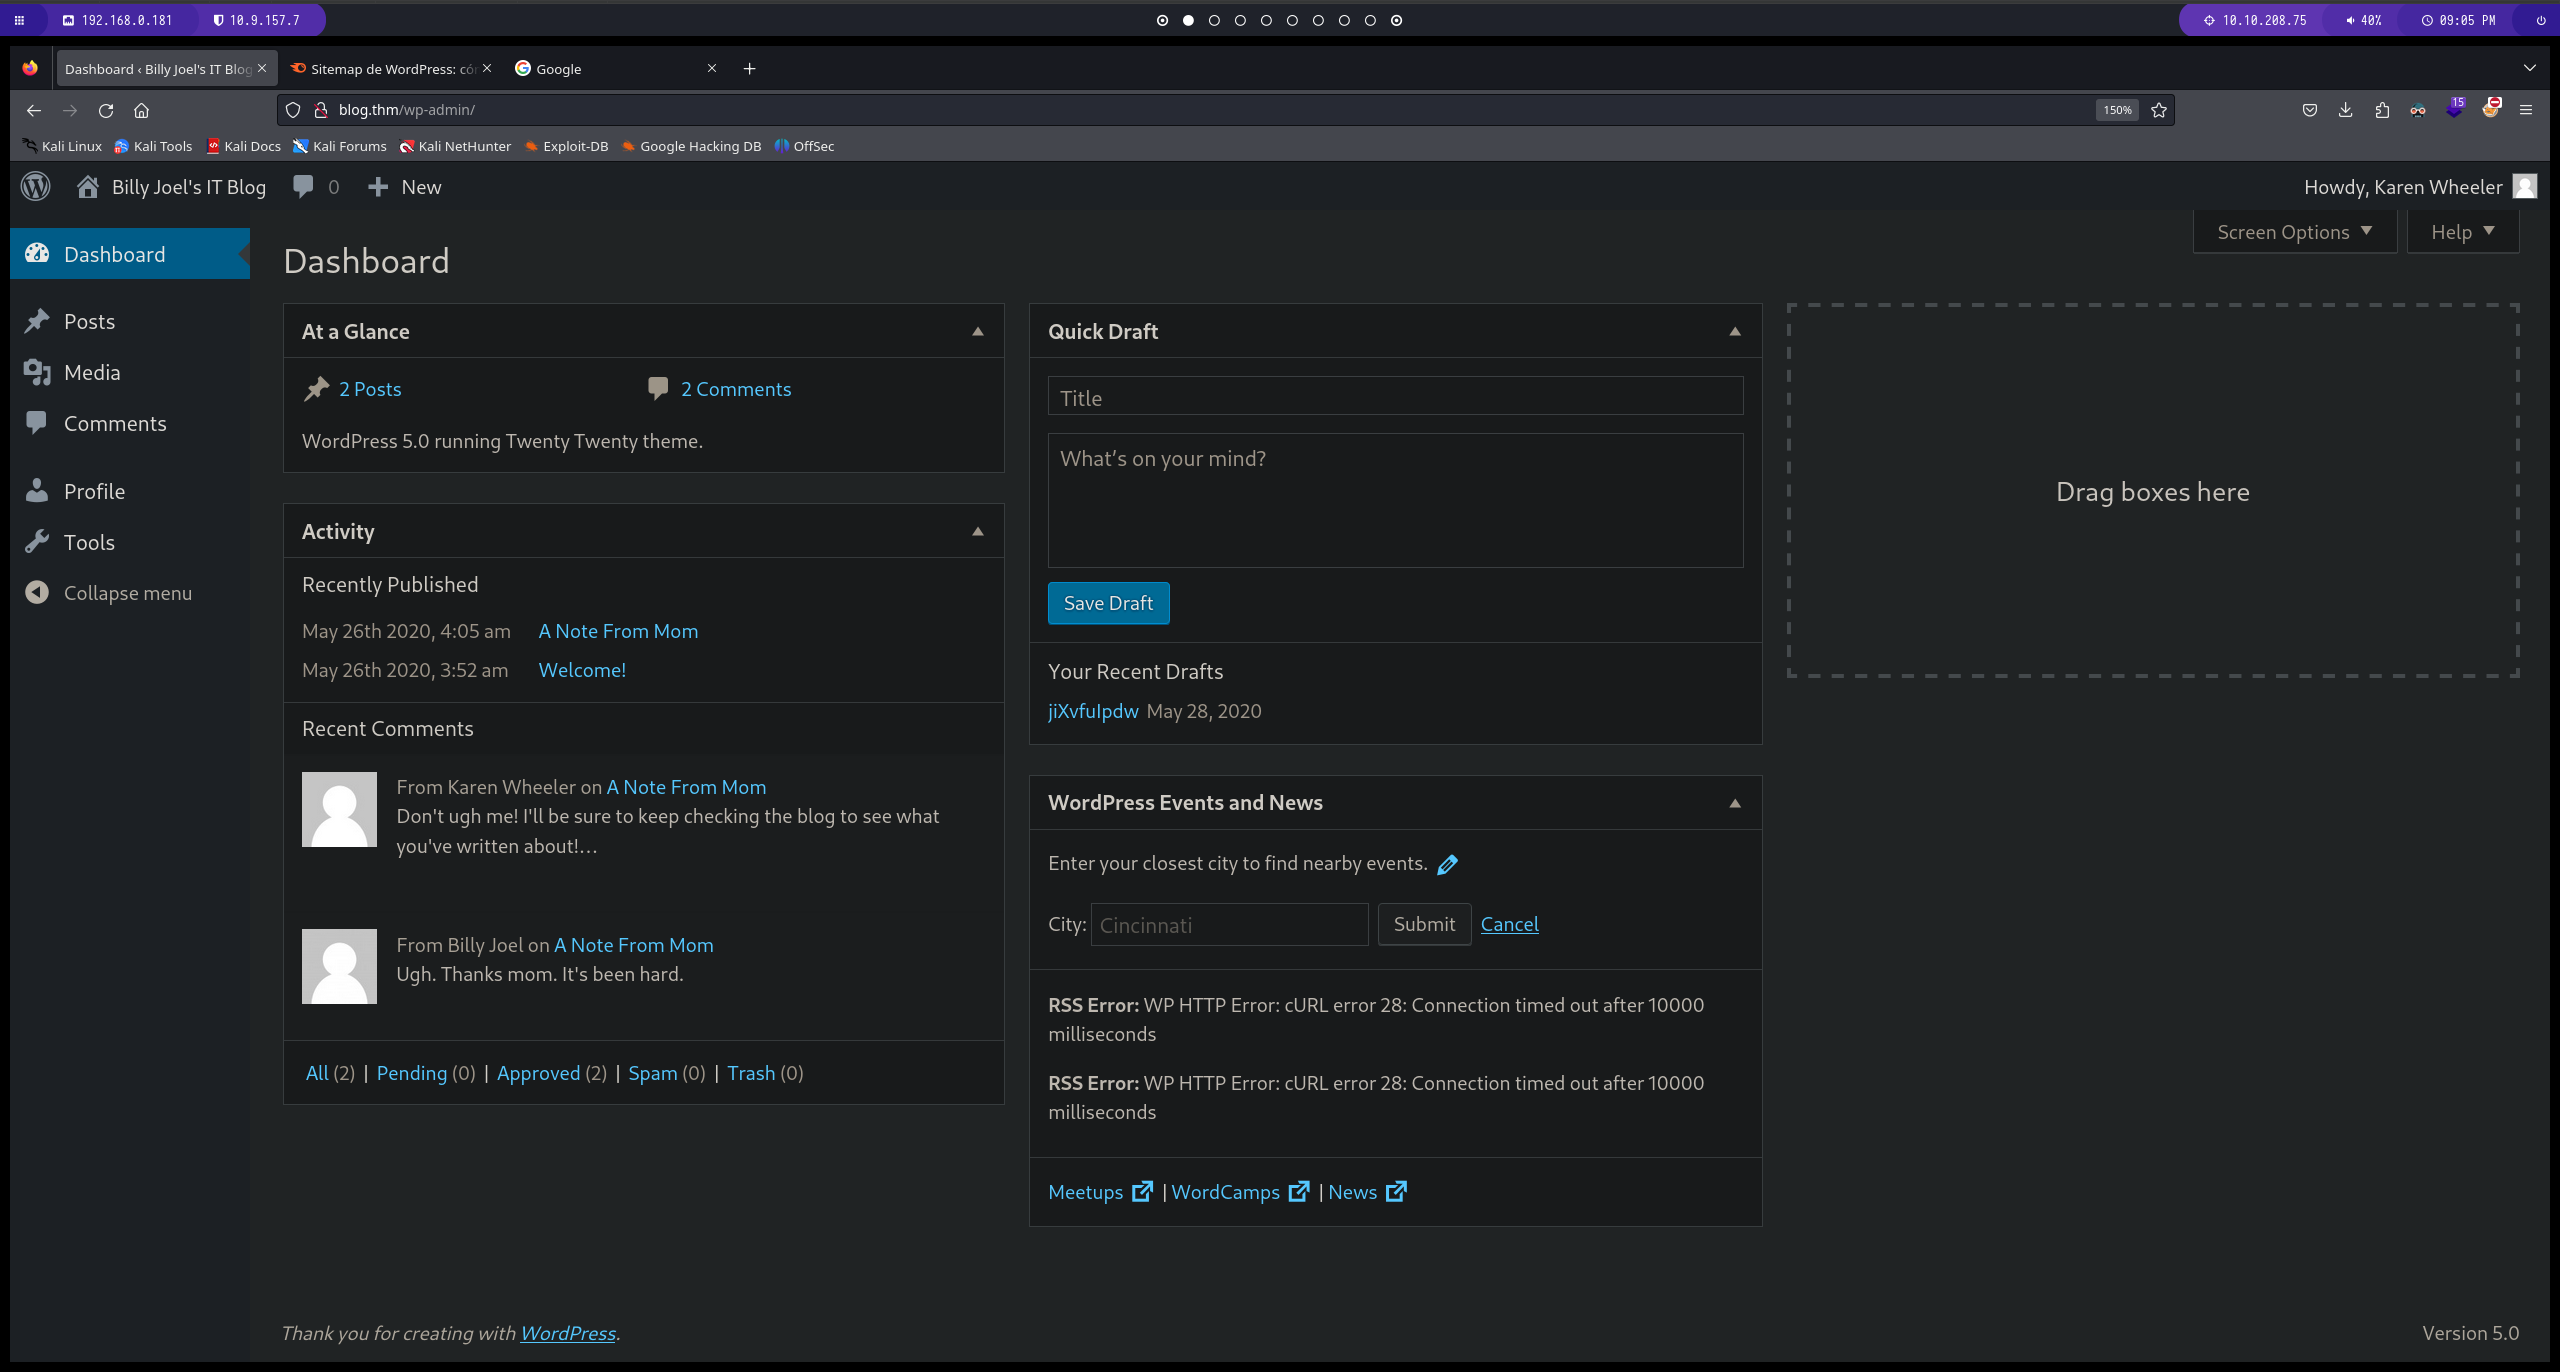 192.168.0.181 10.9.157.7 10.10.208.75 40% 09:05 PM
Dashboard ‹ Billy Joel's IT Blog Sitemap de WordPress: Google
blog.thm/wp-admin/ 150% 15
Kali Linux Kali Tools Kali Docs Kali Forums Kali NetHunter Exploit-DB Google Hacking DB OffSec
Billy Joel's IT Blog 0 New Howdy, Karen Wheeler
Screen Options Help
Dashboard
Posts
Media
Comments
Profile
Tools
Collapse menu
Dashboard
At a Glance
2 Posts 2 Comments
WordPress 5.0 running Twenty Twenty theme.
Activity
Recently Published
May 26th 2020, 4:05 am A Note From Mom
May 26th 2020, 3:52 am Welcome!
Recent Comments
From Karen Wheeler on A Note From Mom
Don't ugh me! I'll be sure to keep checking the blog to see what
you've written about!…
From Billy Joel on A Note From Mom
Ugh. Thanks mom. It's been hard.
All (2) | Pending (0) | Approved (2) | Spam (0) | Trash (0)
Quick Draft
Title
What's on your mind?
Save Draft
Your Recent Drafts
jiXvfuIpdw May 28, 2020
WordPress Events and News
Enter your closest city to find nearby events.
City: Cincinnati Submit Cancel
RSS Error: WP HTTP Error: cURL error 28: Connection timed out after 10000
milliseconds
RSS Error: WP HTTP Error: cURL error 28: Connection timed out after 10000
milliseconds
Meetups | WordCamps | News
Drag boxes here
Thank you for creating with WordPress.
Version 5.0